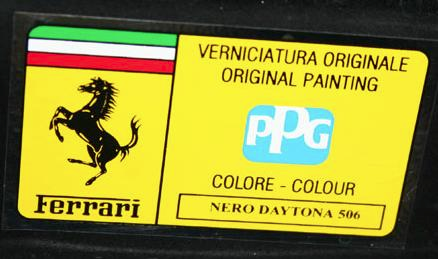 Ferrari
VERNICIATURA ORIGINALE
ORIGINAL PAINTING
PPG
COLORE - COLOUR
NERO DAYTONA 506